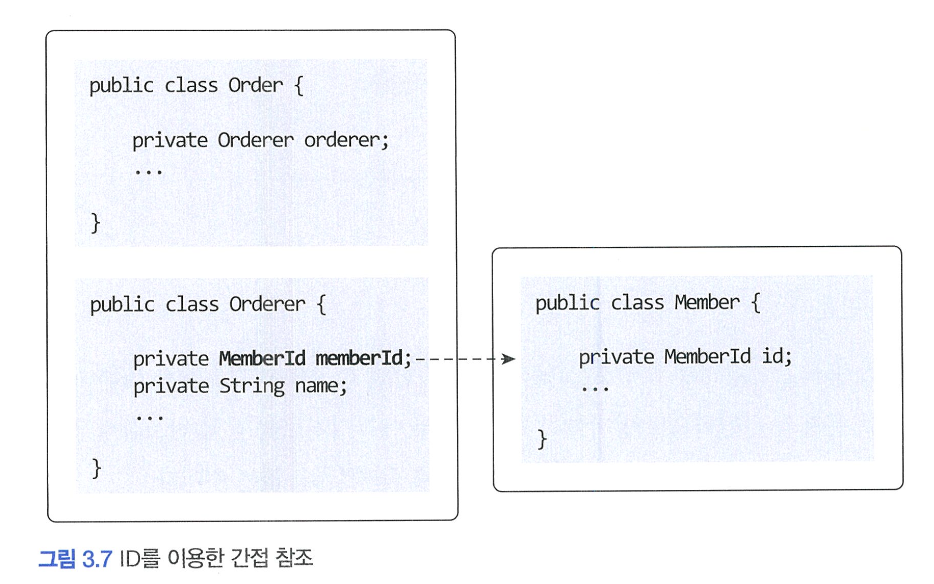 public class Order {
private Orderer orderer;
...
}
public class Orderer {
private MemberId memberId;
private String name;
...
}
public class Member {
private MemberId id;
...
}
그림 3.7 ID를 이용한 간접 참조